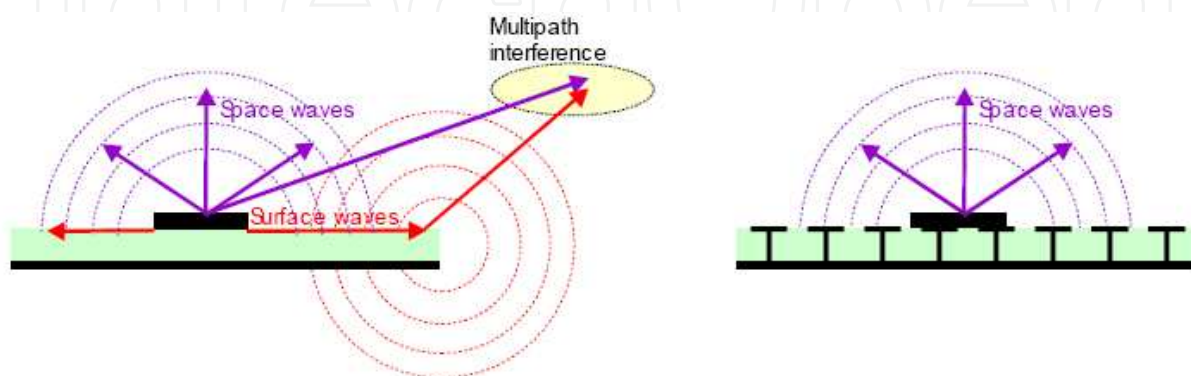 Multipath
interference
Space waves
Surface waves
Space waves